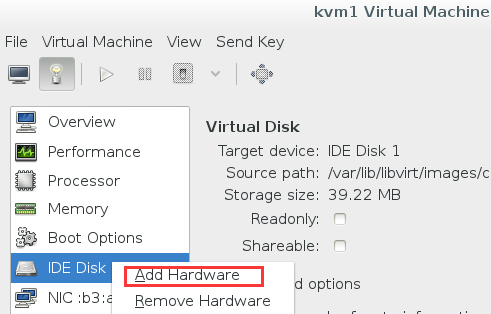 kvm1 Virtual Machine
File Virtual Machine View Send Key
Overview
Performance
Processor
Memory
Boot Options
IDE Disk
NIC :b3:a
Virtual Disk
Target device: IDE Disk 1
Source path: /var/lib/libvirt/images/c
Storage size: 39.22 MB
Readonly:
Shareable:
d options
Add Hardware
Remove Hardware